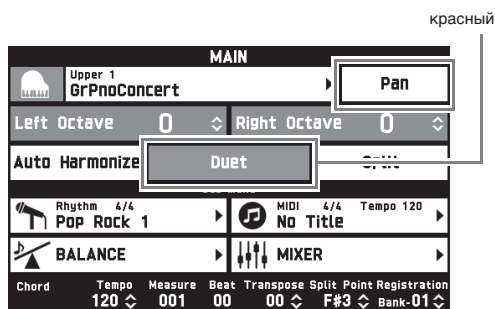 красный
MAIN
Upper 1
GrPnoConcert
Pan
Left Octave 0 Right Octave 0
Auto Harmonize Duet Split
Rhythm 4/4
Pop Rock 1
MIDI 4/4 Tempo 120
No Title
BALANCE MIXER
Chord Tempo Measure Beat Transpose Split Point Registration
120 001 00 00 F#3 Bank-01